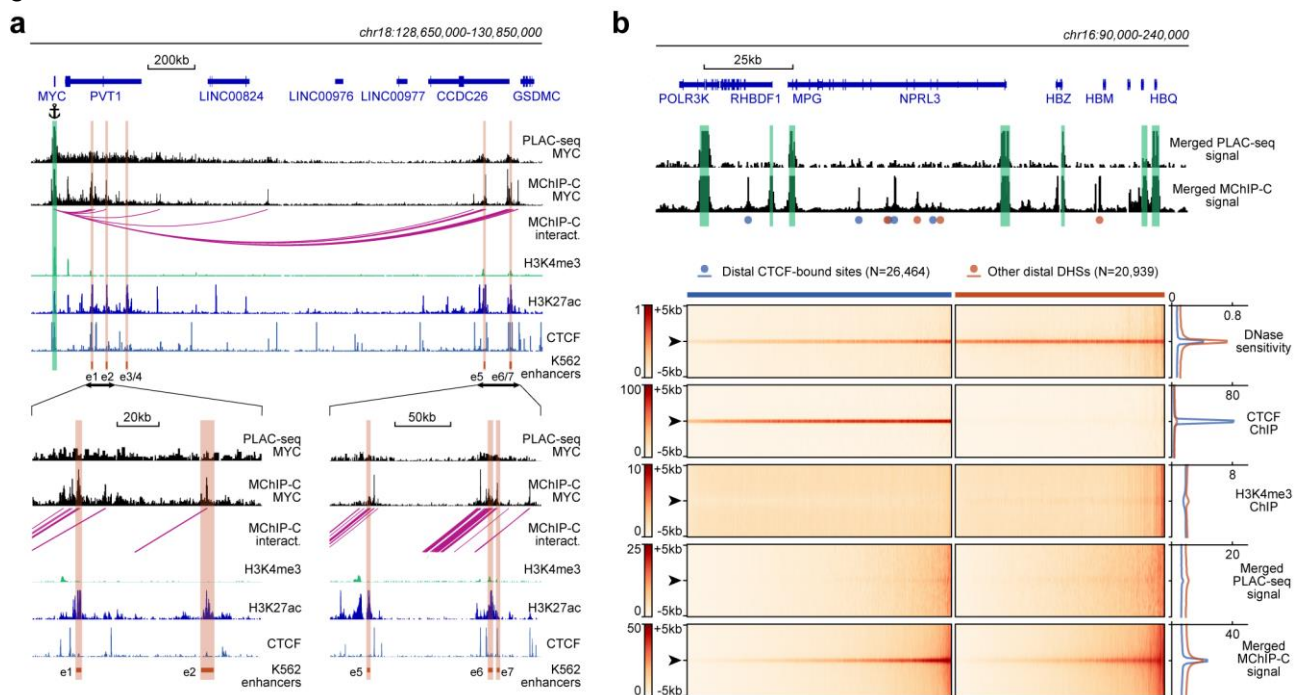 a
chr18:128,650,000-130,850,000
200kb
MYC PVT1 LINC00824 LINC00976 LINC00977 CCDC26 GSDMC
PLAC-seq
MYC
MChIP-C
MYC
MChIP-C
interact.
H3K4me3
H3K27ac
CTCF
K562
enhancers
e1 e2 e3/4 e5 e6/7
20kb
PLAC-seq
MYC
MChIP-C
MYC
MChIP-C
interact.
H3K4me3
H3K27ac
CTCF
e1 e2 K562
enhancers
50kb
PLAC-seq
MYC
MChIP-C
MYC
MChIP-C
interact.
H3K4me3
H3K27ac
CTCF
e5 e6 e7 K562
enhancers
b
chr16:90,000-240,000
25kb
POLR3K RHBDF1 MPG NPRL3 HBZ HBM HBQ
Merged PLAC-seq
signal
Merged MChIP-C
signal
Distal CTCF-bound sites (N=26,464) Other distal DHSs (N=20,939)
0
1 +5kb 0.8
DNase
sensitivity
0 -5kb
100 +5kb 80
CTCF
ChIP
0 -5kb
10 +5kb 8
H3K4me3
ChIP
0 -5kb
25 +5kb 20
Merged
PLAC-seq
signal
0 -5kb
50 +5kb 40
Merged
MChIP-C
signal
0 -5kb